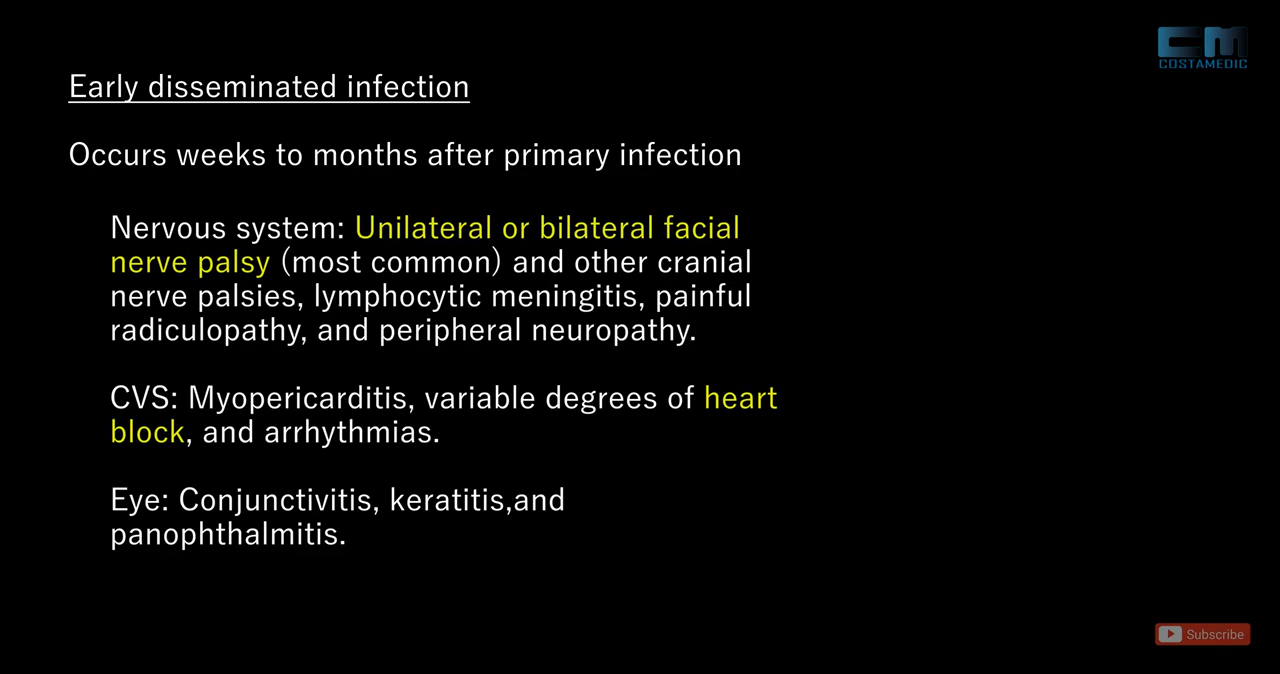 CM
COSTAMEDIC
Early disseminated infection
Occurs weeks to months after primary infection
Nervous system: Unilateral or bilateral facial
nerve palsy (most common) and other cranial
nerve palsies, lymphocytic meningitis, painful
radiculopathy, and peripheral neuropathy.
CVS: Myopericarditis, variable degrees of heart
block, and arrhythmias.
Eye: Conjunctivitis, keratitis,and
panophthalmitis.
Subscribe